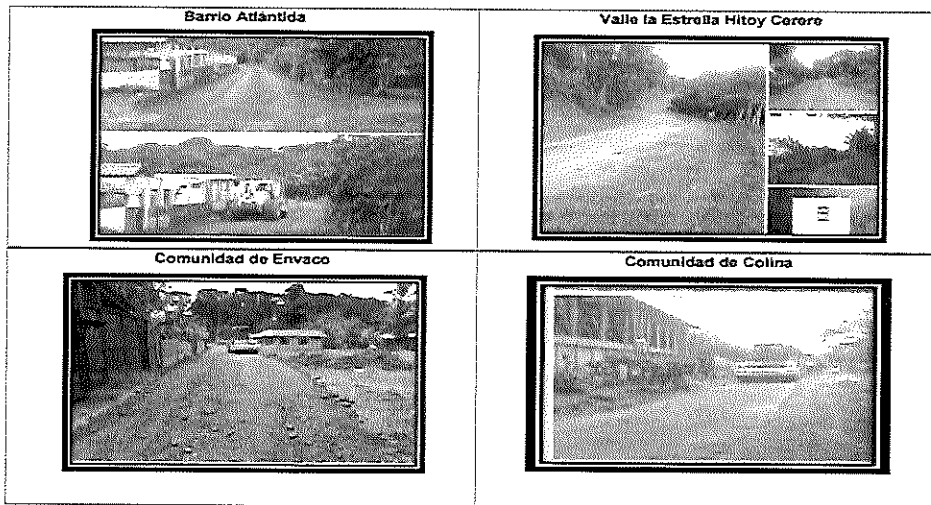 Barrio Atlántida
Valle la Estrella Hitoy Cerere
Comunidad de Envaco
Comunidad de Colina